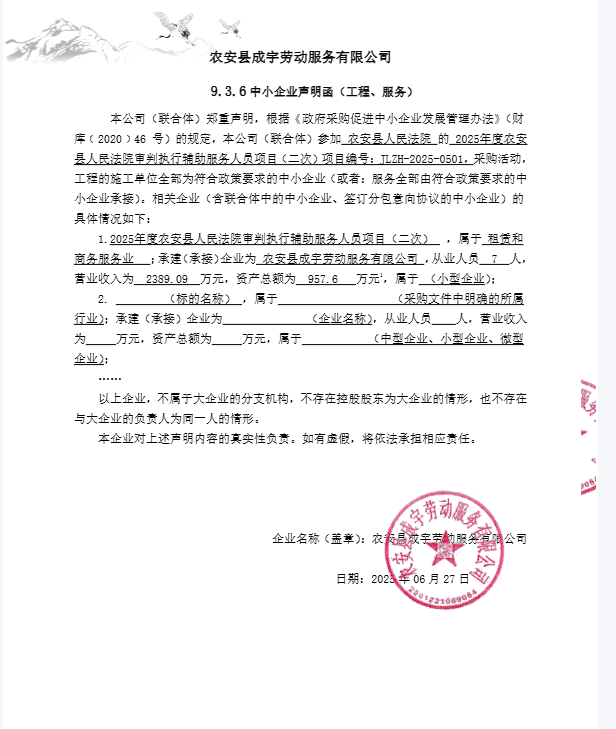 农安县成宇劳动服务有限公司
9.3.6中小企业声明函（工程、服务）
本公司（联合体）郑重声明，根据《政府采购促进中小企业发展管理办法》（财
库﹝2020﹞46 号）的规定，本公司（联合体）参加 农安县人民法院 的 2025年度农安
县人民法院审判执行辅助服务人员项目（二次）项目编号：JLZH-2025-0501，采购活动，
工程的施工单位全部为符合政策要求的中小企业（或者：服务全部由符合政策要求的中
小企业承接）。相关企业（含联合体中的中小企业、签订分包意向协议的中小企业）的
具体情况如下：
1.2025年度农安县人民法院审判执行辅助服务人员项目（二次） ，属于 租赁和
商务服务业 ；承建（承接）企业为 农安县成宇劳动服务有限公司 ，从业人员 7 人，
营业收入为 2389.09 万元，资产总额为 957.6 万元¹，属于 （小型企业）；
2. （标的名称） ，属于 （采购文件中明确的所属
行业）；承建（承接）企业为 （企业名称），从业人员 人，营业收入
为 万元，资产总额为 万元，属于 （中型企业、小型企业、微型
企业）；
……
以上企业，不属于大企业的分支机构，不存在控股股东为大企业的情形，也不存在
与大企业的负责人为同一人的情形。
本企业对上述声明内容的真实性负责。如有虚假，将依法承担相应责任。
企业名称（盖章）：农安县成宇劳动服务有限公司
日期：2025 年 06 月 27 日
农安县成宇劳动服务有限公司